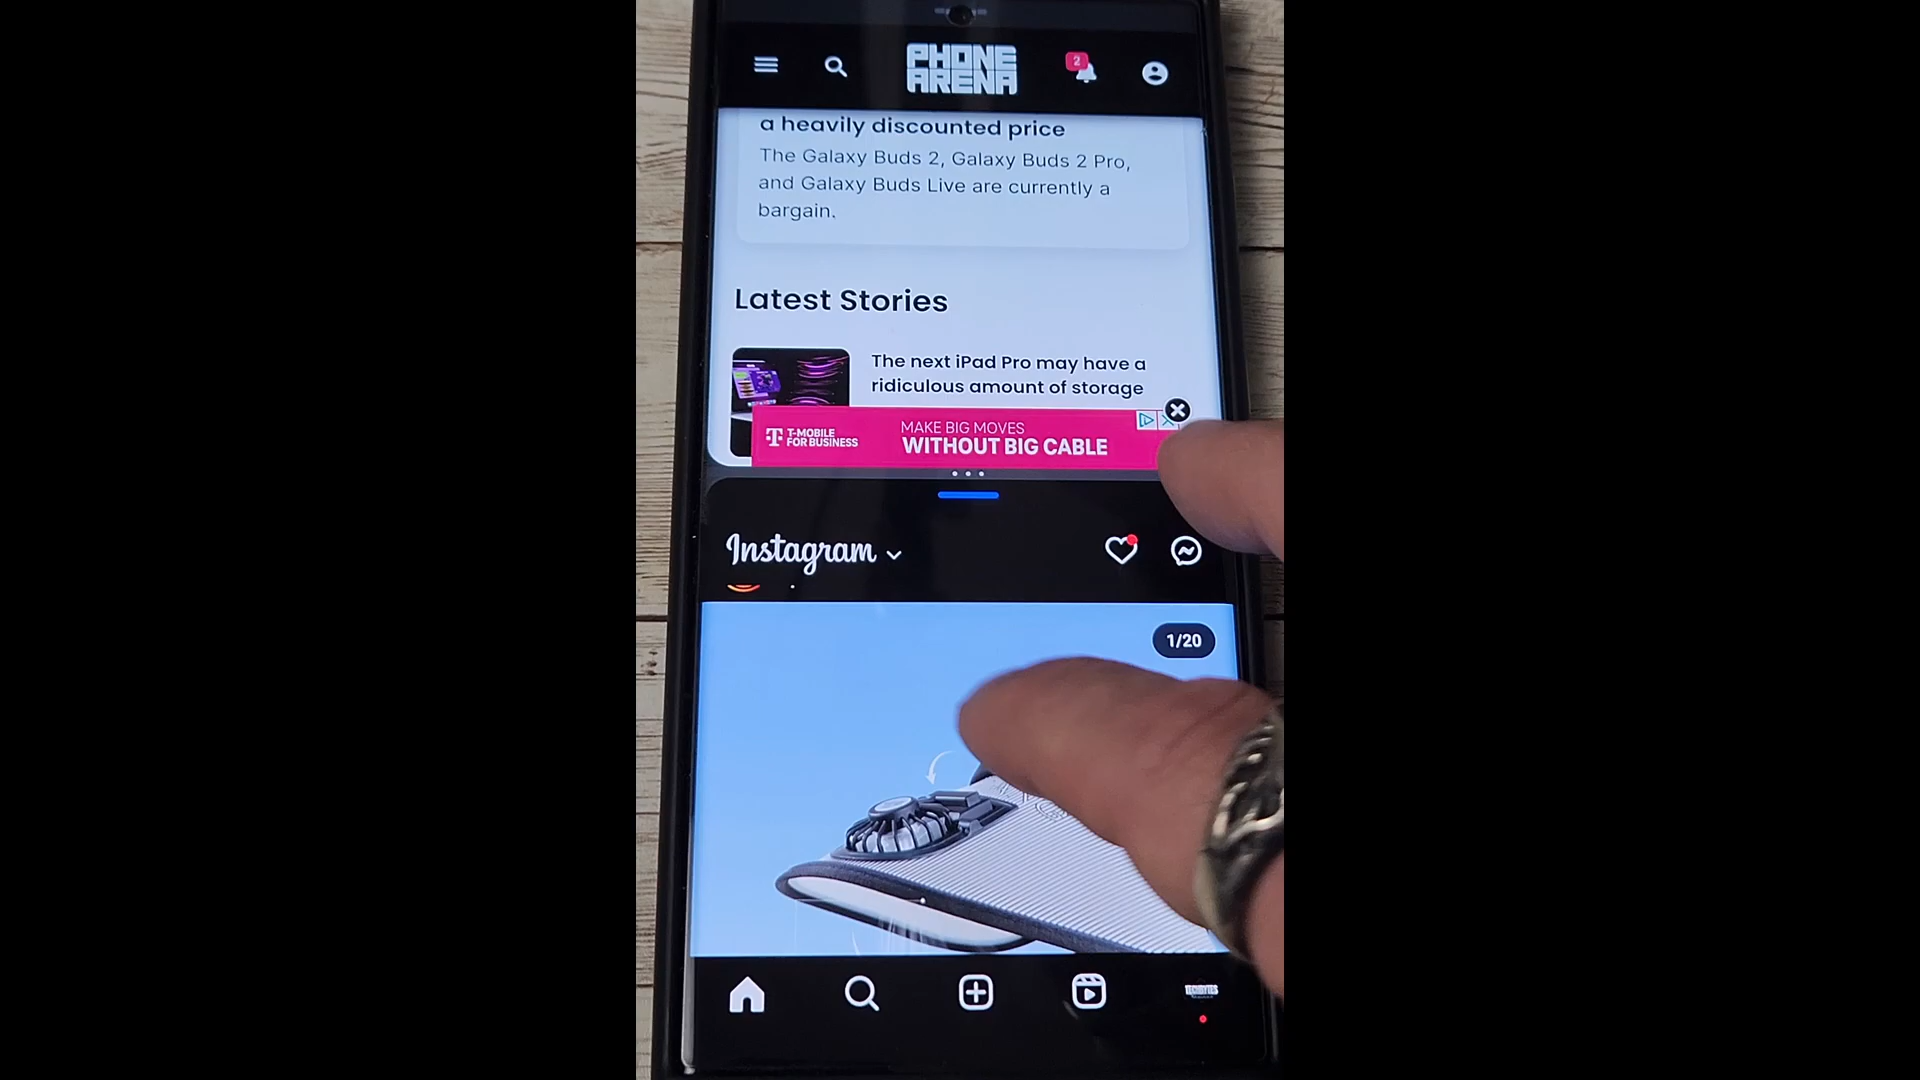 PHONE
ARENA
2
a heavily discounted price
The Galaxy Buds 2, Galaxy Buds 2 Pro,
and Galaxy Buds Live are currently a
bargain.
Latest Stories
The next iPad Pro may have a
ridiculous amount of storage
T-MOBILE
FOR BUSINESS
MAKE BIG MOVES
WITHOUT BIG CABLE
Instagram
1/20